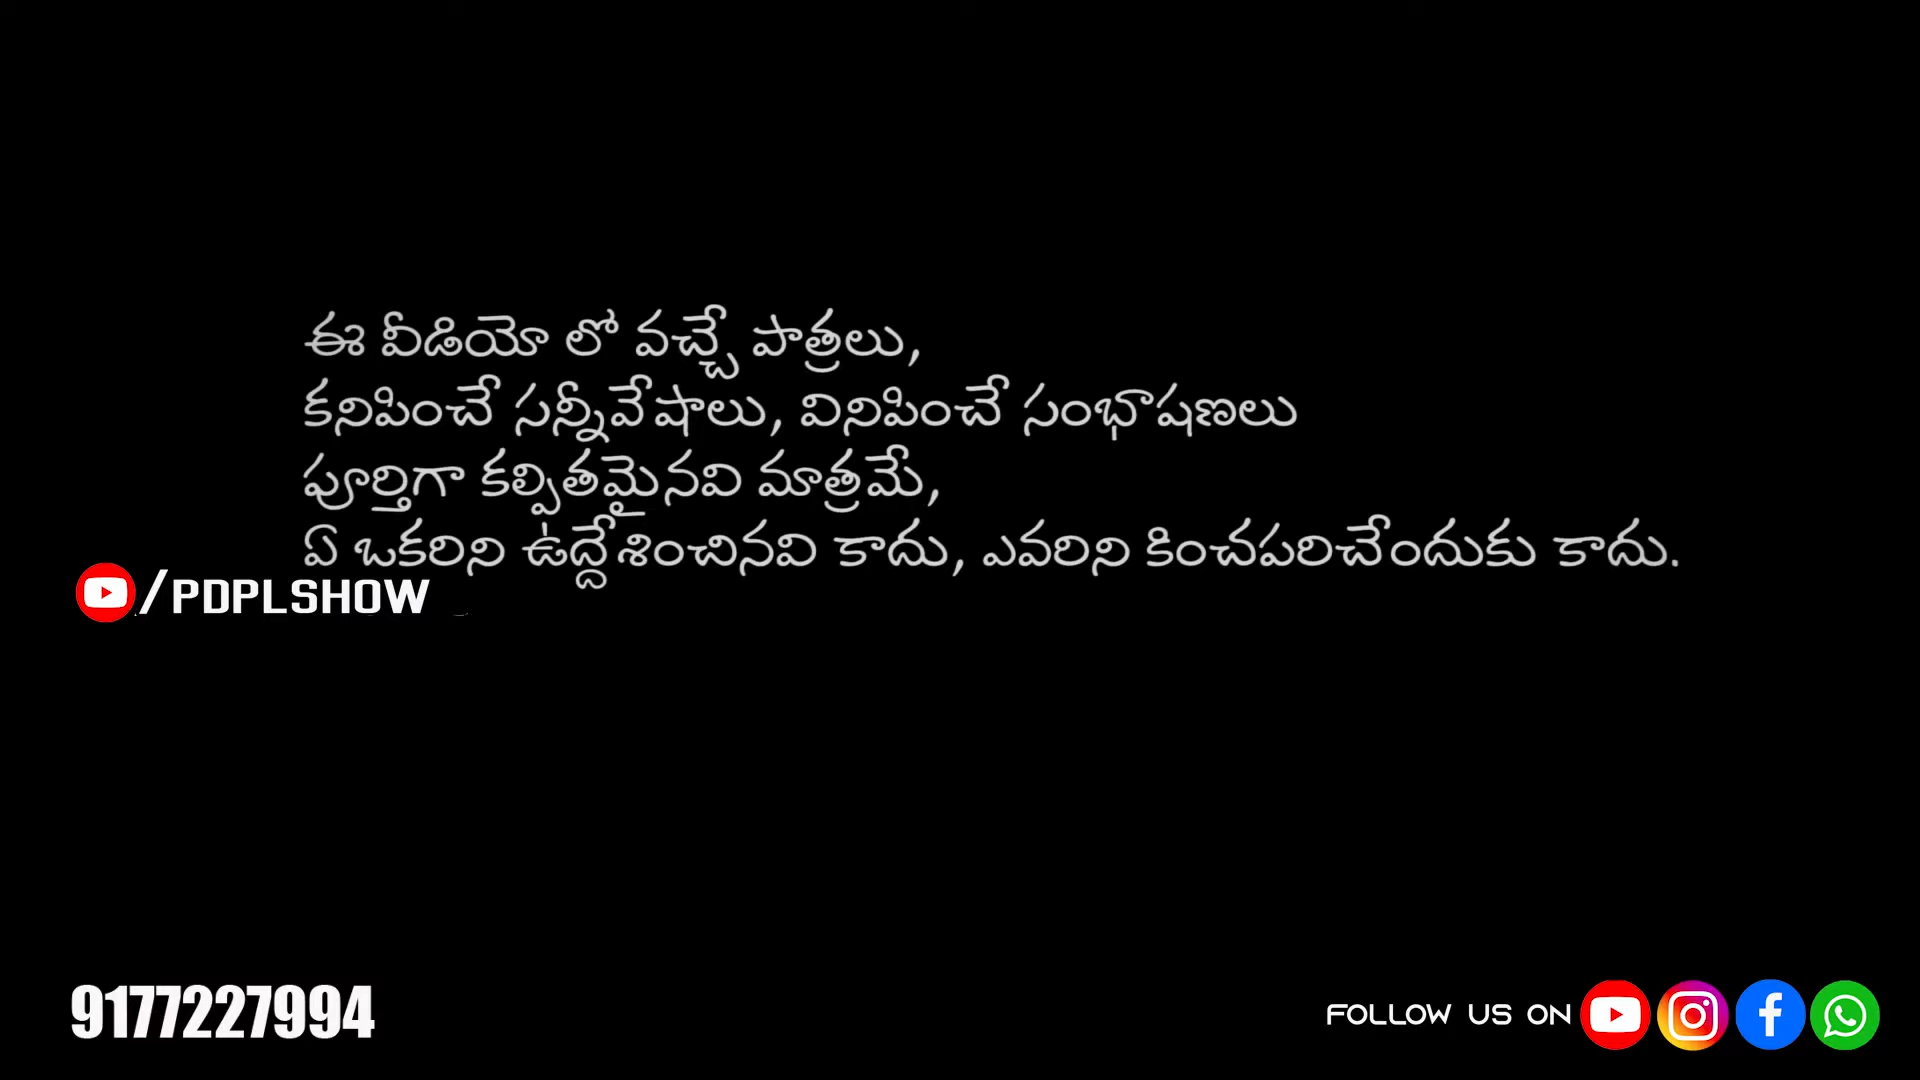 ఈ వీడియో లో వచ్చే పాత్రలు,
కనిపించే సన్నీవేషాలు, వినిపించే సంభాషణలు
పూర్తిగా కల్పితమైనవి మాత్రమే,
ఏ ఒకరిని ఉద్దేశించినవి కాదు, ఎవరిని కించపరిచేందుకు కాదు.
/PDPLSHOW
9177227994
FOLLOW US ON